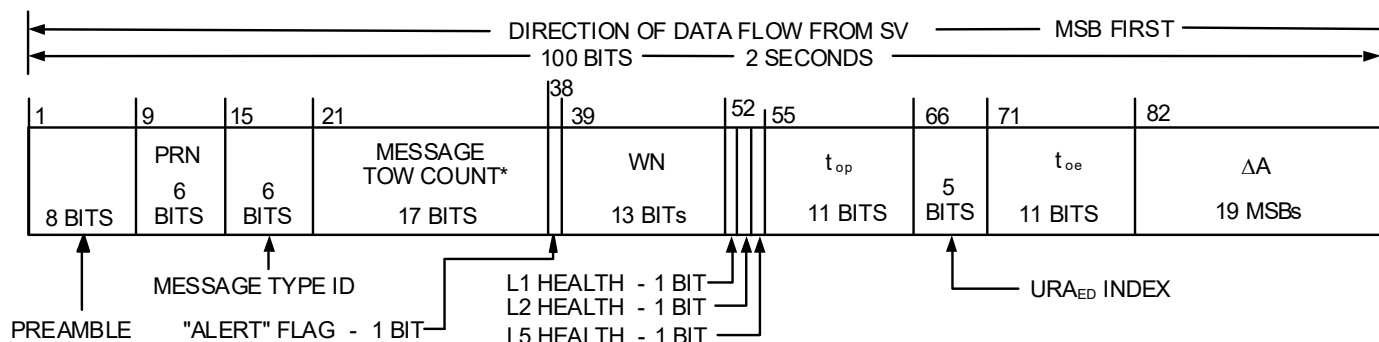 DIRECTION OF DATA FLOW FROM SV MSB FIRST
100 BITS 2 SECONDS
1 9 15 21 38 39 52 55 66 71 82
PRN
6
BITS
8 BITS
6
BITS
MESSAGE
TOW COUNT*
17 BITS
WN
13 BITs
t op
11 BITS
5
BITS
t oe
11 BITS
ΔA
19 MSBs
MESSAGE TYPE ID
PREAMBLE
"ALERT" FLAG - 1 BIT
L1 HEALTH - 1 BIT
L2 HEALTH - 1 BIT
L5 HEALTH - 1 BIT
URAED INDEX